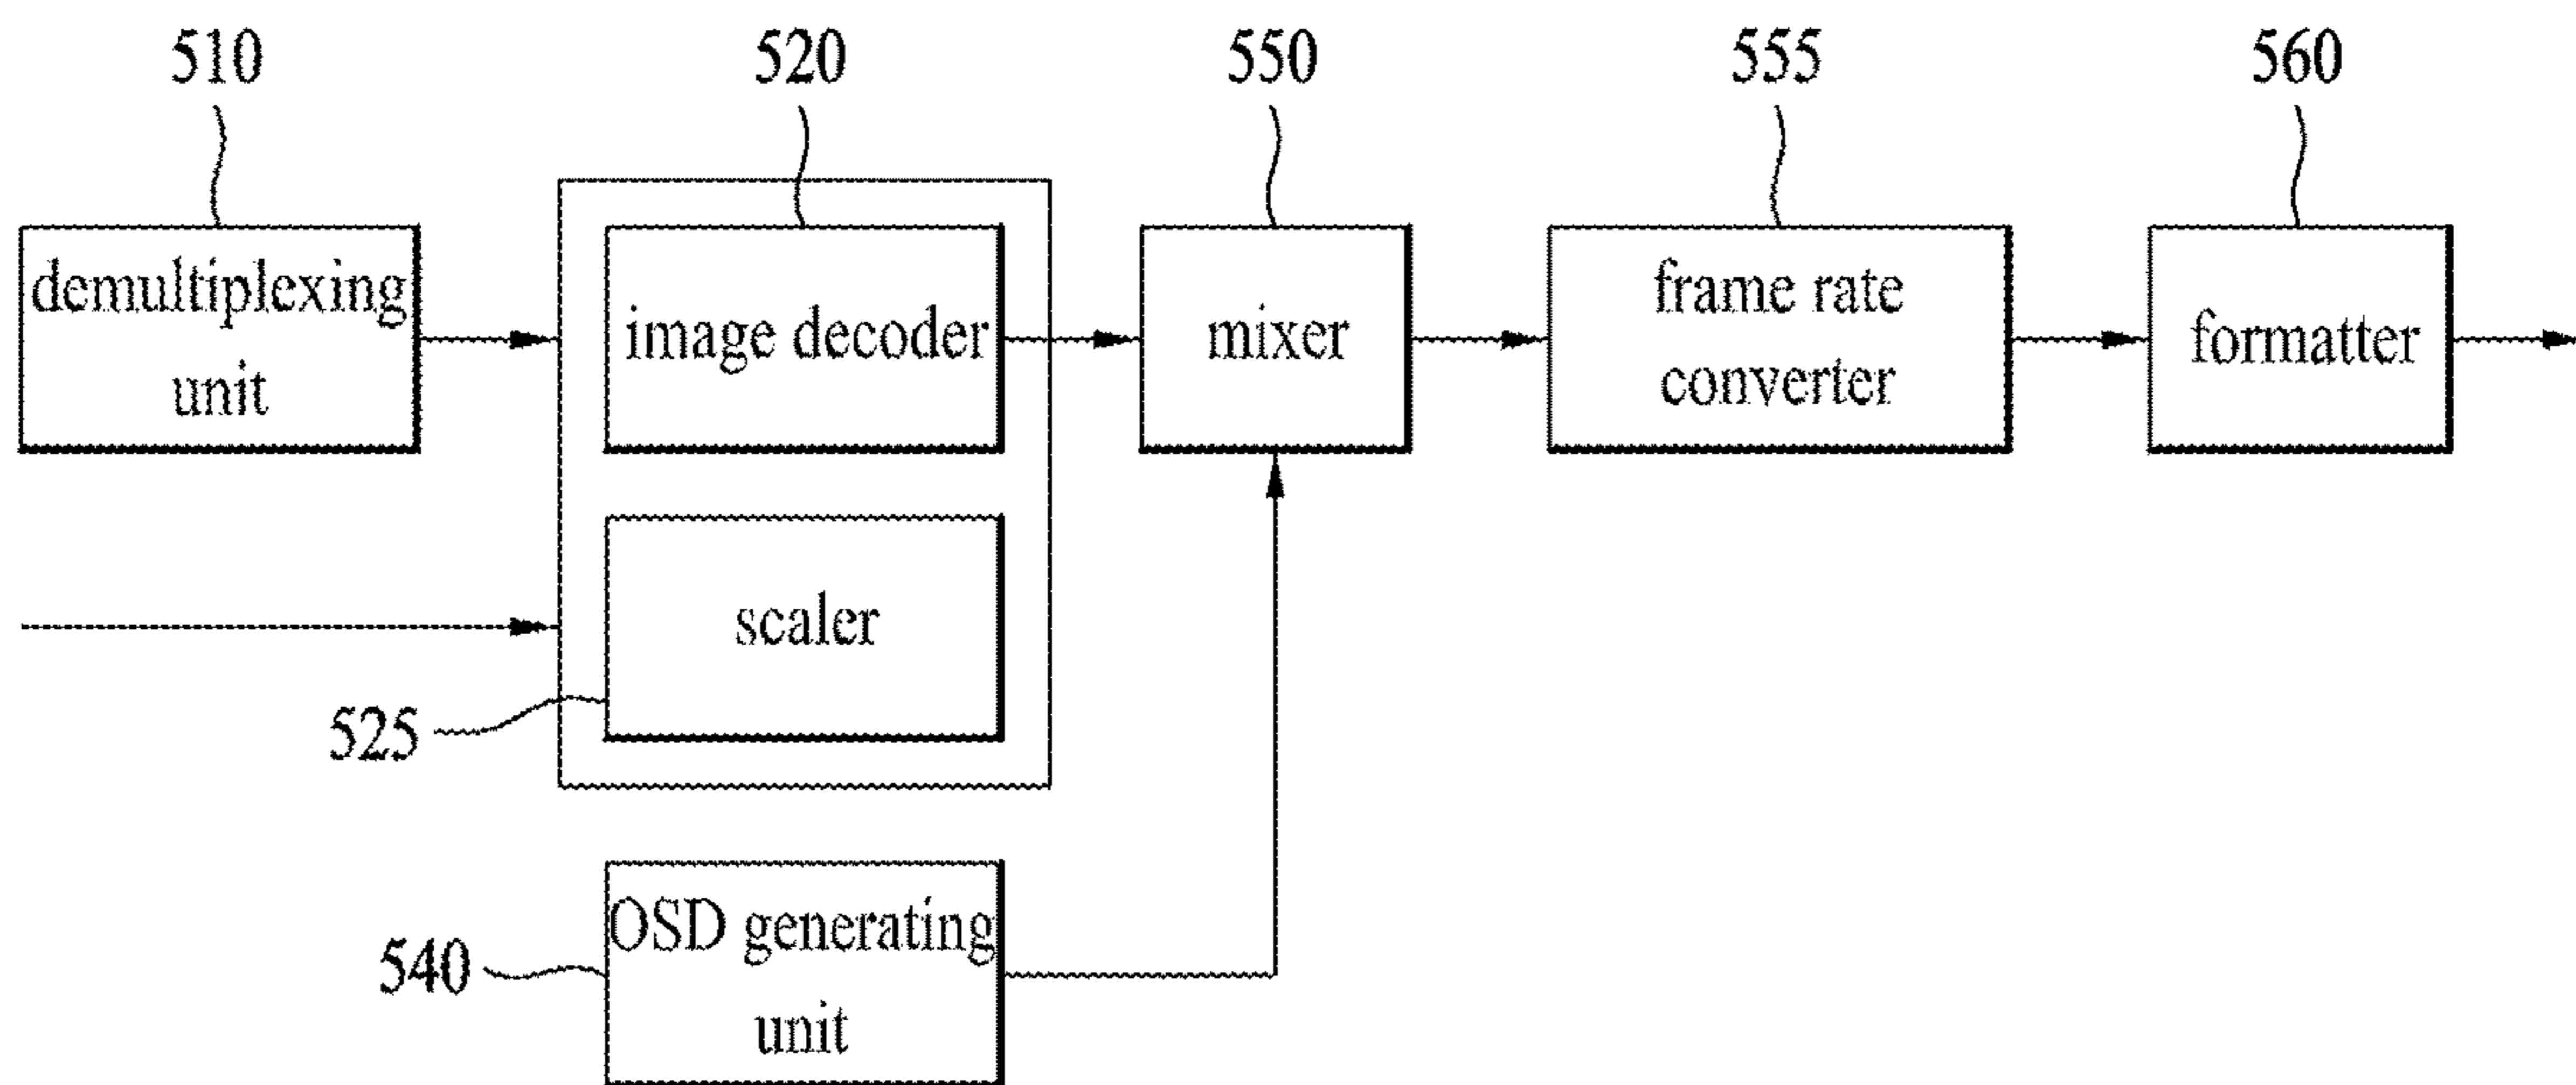 510
520
550
555
560
demultiplexing
unit
image decoder
mixer
frame rate
converter
formatter
scaler
525
OSD generating
unit
540